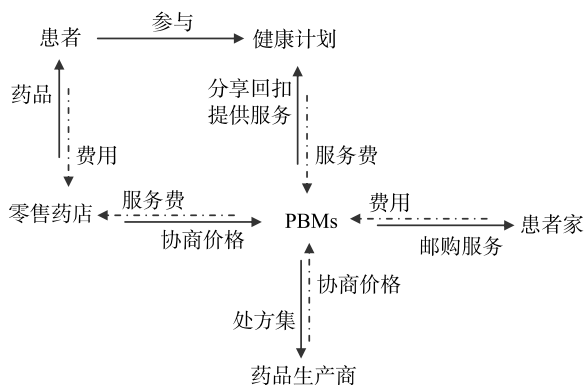 患者
参与
健康计划
药品
费用
分享回扣
提供服务
服务费
零售药店
服务费
协商价格
PBMs
费用
邮购服务
患者家
处方集
协商价格
药品生产商